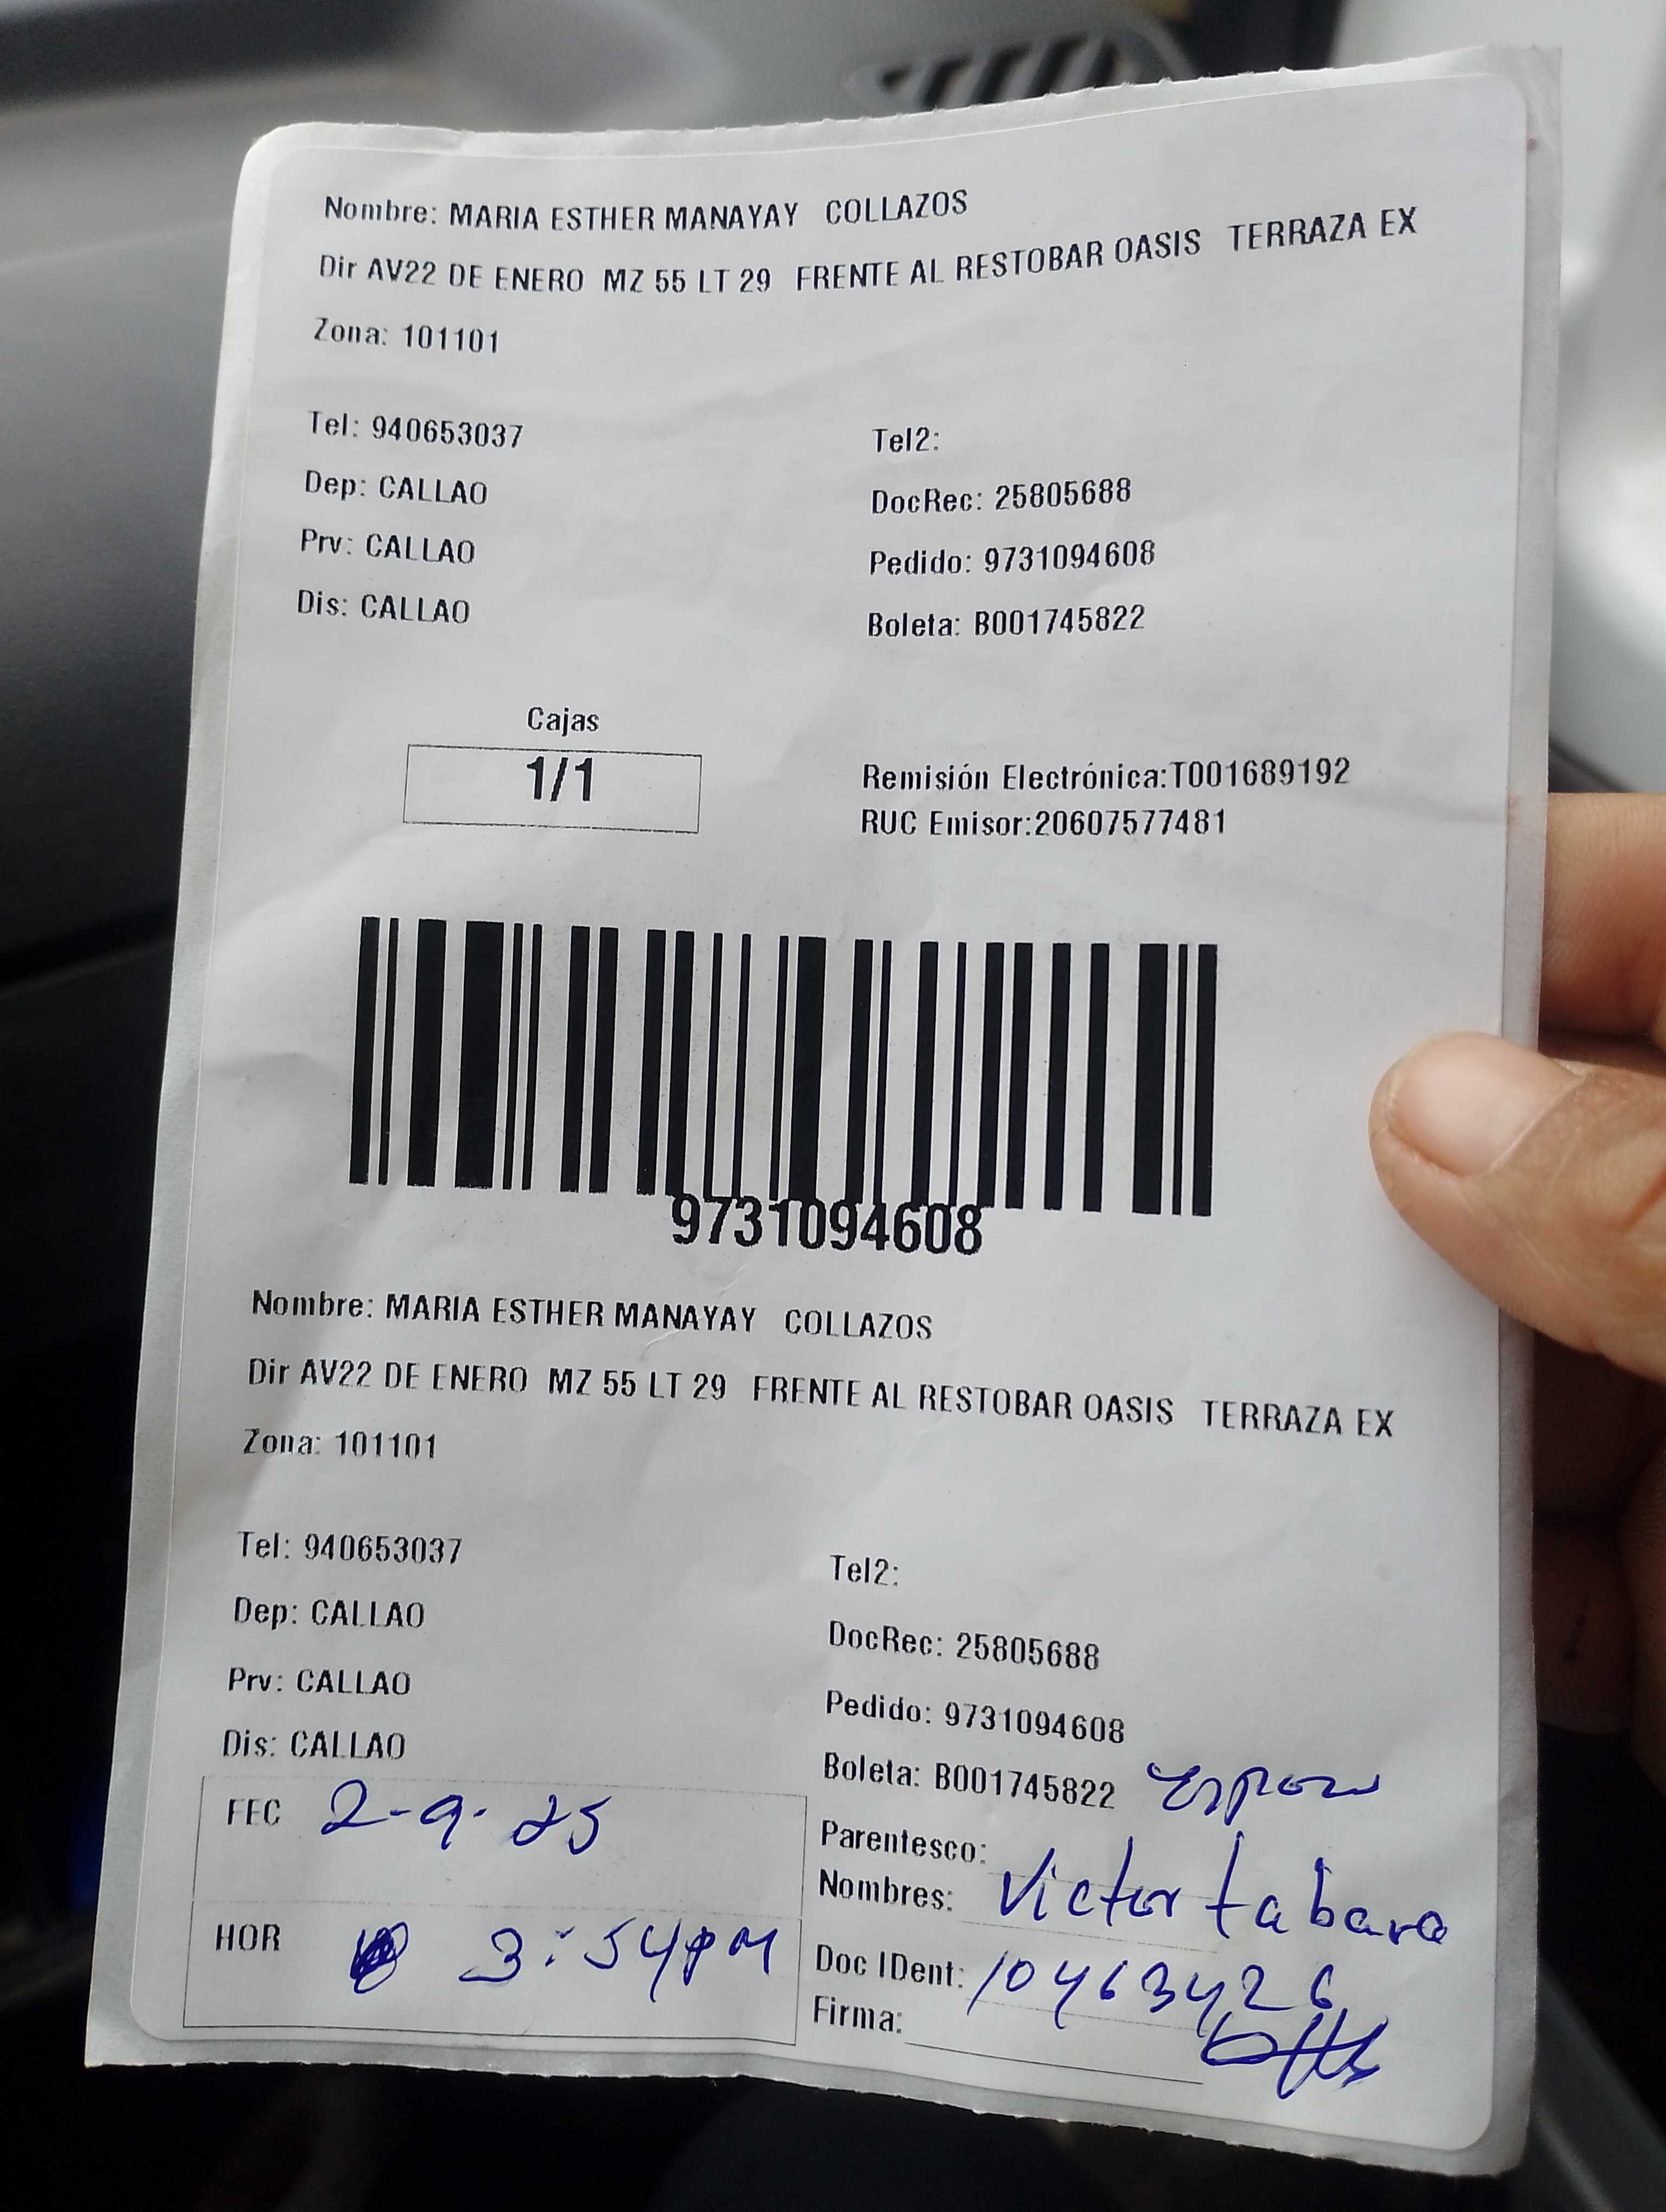 Nombre: MARIA ESTHER MANAYAY COLLAZOS
Dir AV22 DE ENERO MZ 55 LT 29 FRENTE AL RESTOBAR OASIS TERRAZA EX
Zona: 101101
Tel: 940653037 Tel2:
Dep: CALLAO DocRec: 25805688
Prv: CALLAO Pedido: 9731094608
Dis: CALLAO Boleta: B001745822
Cajas
1/1
Remisión Electrónica:T001689192
RUC Emisor:20607577481
9731094608
Nombre: MARIA ESTHER MANAYAY COLLAZOS
Dir AV22 DE ENERO MZ 55 LT 29 FRENTE AL RESTOBAR OASIS TERRAZA EX
Zona: 101101
Tel: 940653037 Tel2:
Dep: CALLAO DocRec: 25805688
Prv: CALLAO Pedido: 9731094608
Dis: CALLAO Boleta: B001745822
FEC 2-9-25 Parentesco:
Nombres: Victor tabara
HOR 3:54PM Doc IDent: 10463426
Firma: